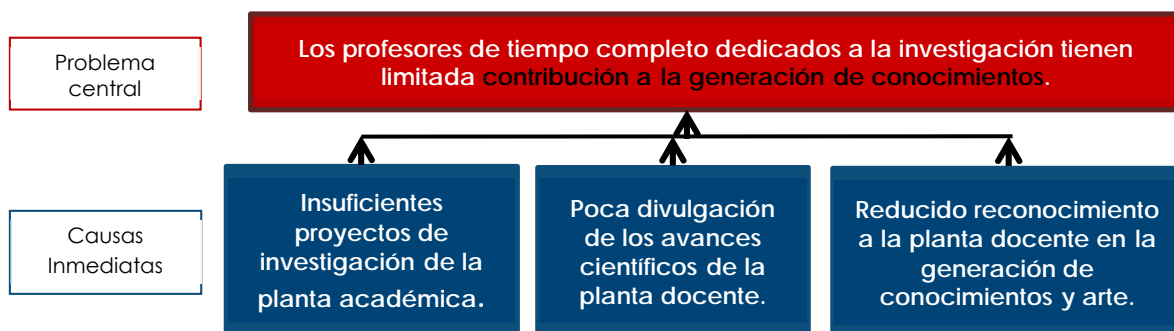 Problema
central
Los profesores de tiempo completo dedicados a la investigación tienen
limitada contribución a la generación de conocimientos.
Causas
Inmediatas
Insuficientes
proyectos de
investigación de la
planta académica.
Poca divulgación
de los avances
científicos de la
planta docente.
Reducido reconocimiento
a la planta docente en la
generación de
conocimientos y arte.